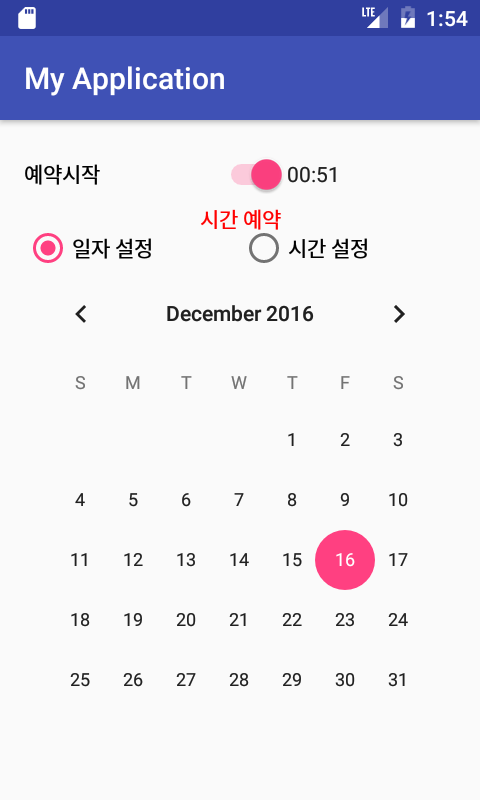 LTE 1:54
My Application
예약시작 00:51
시간 예약
일자 설정 시간 설정
December 2016
S M T W T F S
1 2 3
4 5 6 7 8 9 10
11 12 13 14 15 16 17
18 19 20 21 22 23 24
25 26 27 28 29 30 31